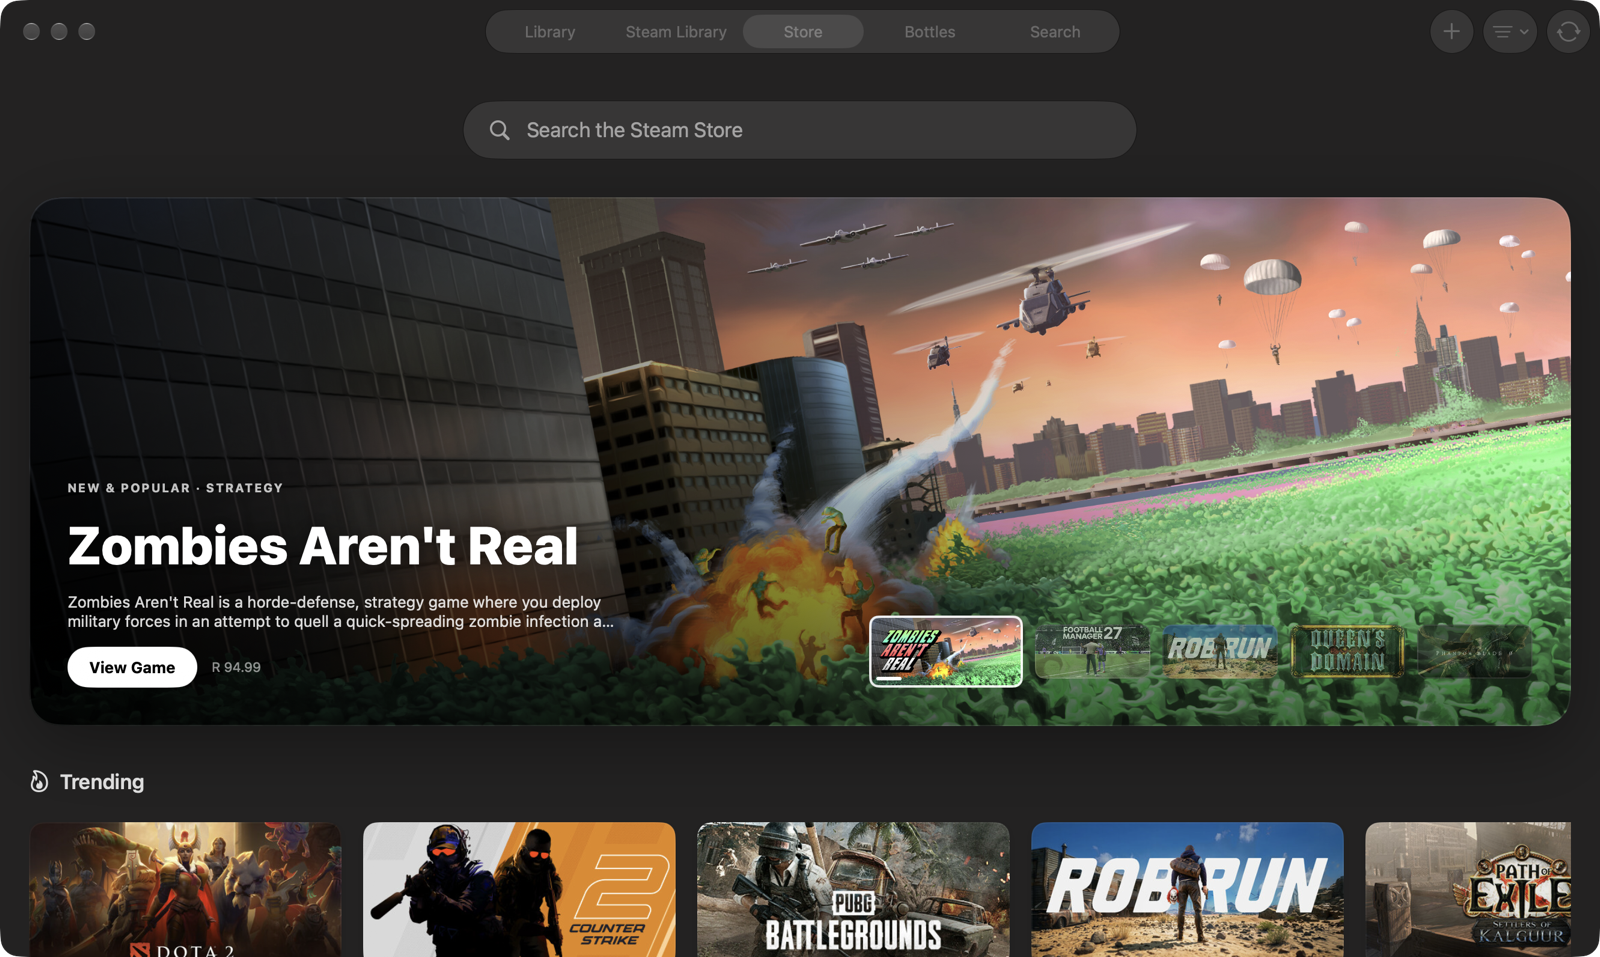 Library
Steam Library
Store
Bottles
Search
Search the Steam Store
NEW & POPULAR · STRATEGY
Zombies Aren't Real
Zombies Aren't Real is a horde-defense, strategy game where you deploy
military forces in an attempt to quell a quick-spreading zombie infection a...
View Game
R 94.99
ZOMBIES
AREN'T
REAL
FOOTBALL
MANAGER 27
ROB RUN
QUEEN'S
DOMAIN
Trending
DOTA 2
2
COUNTER
STRIKE
PUBG
BATTLEGROUNDS
ROB RUN
PATH OF
EXILE
SETTLERS OF
KALGUUR